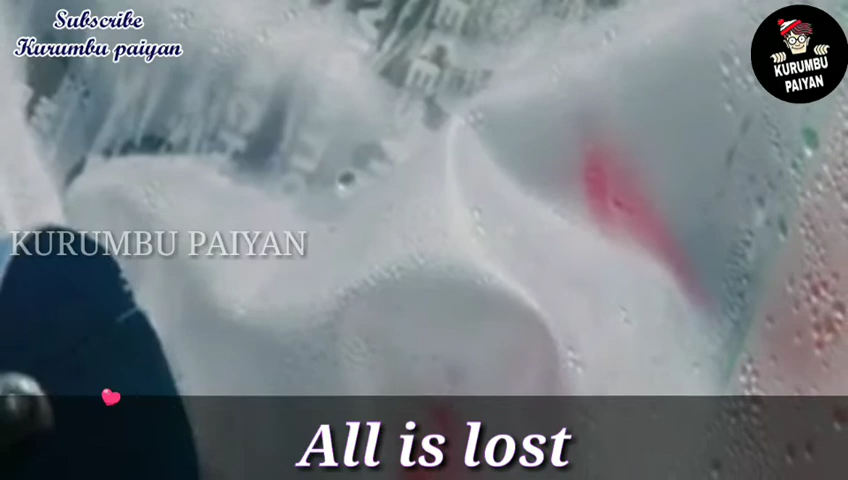 Subscribe
Kurumbu paiyan
KURUMBU
PAIYAN
KURUMBU PAIYAN
All is lost